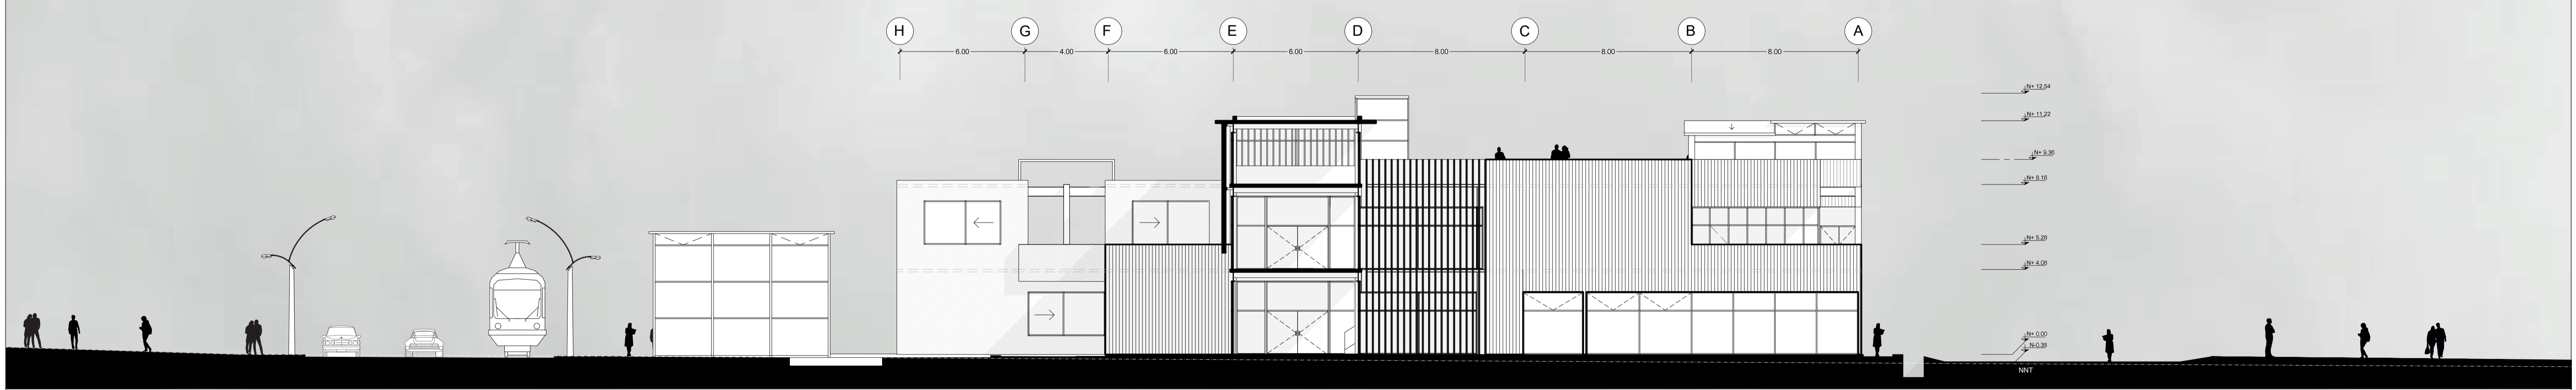 H G F E D C B A
6.00 4.00 6.00 6.00 8.00 8.00 8.00
N+ 12.54
N+ 11.22
N+ 9.36
N+ 8.16
N+ 5.28
N+ 4.08
N+ 0.00
N-0.35
NNT